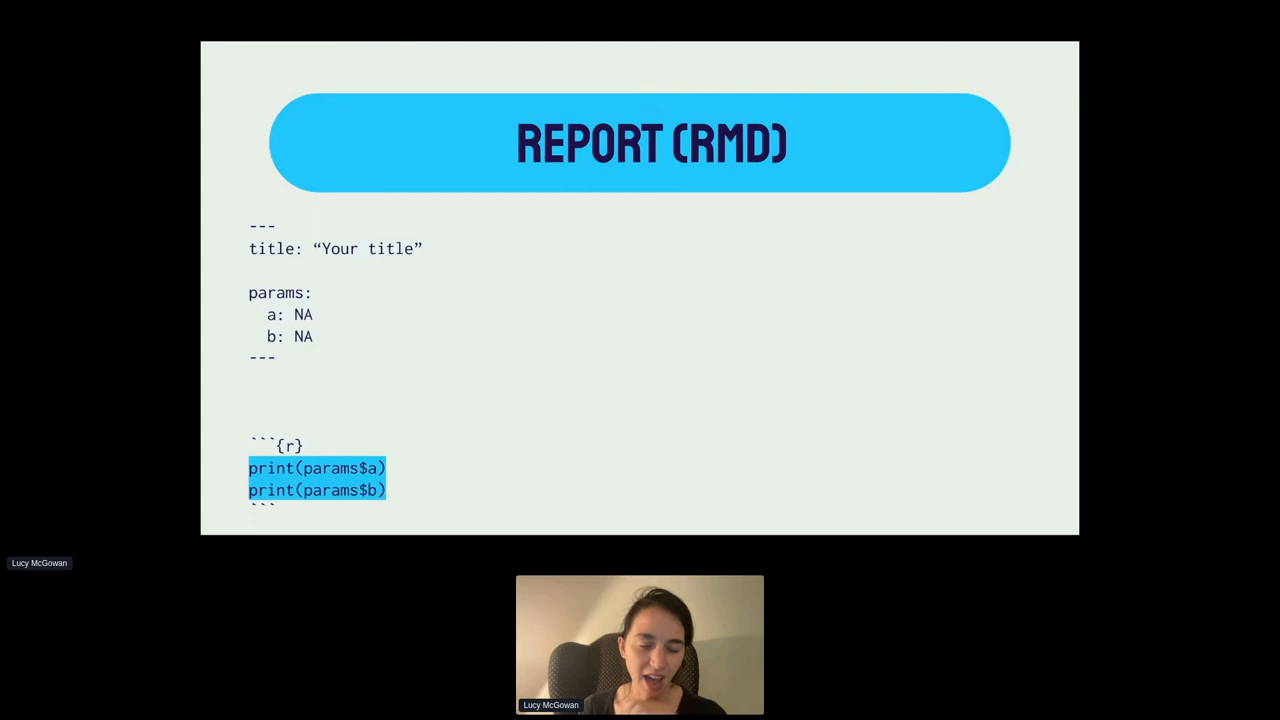 REPORT (RMD)
---
title: “Your title”
params:
  a: NA
  b: NA
---
```{r}
print(params$a)
print(params$b)
```
Lucy McGowan
Lucy McGowan